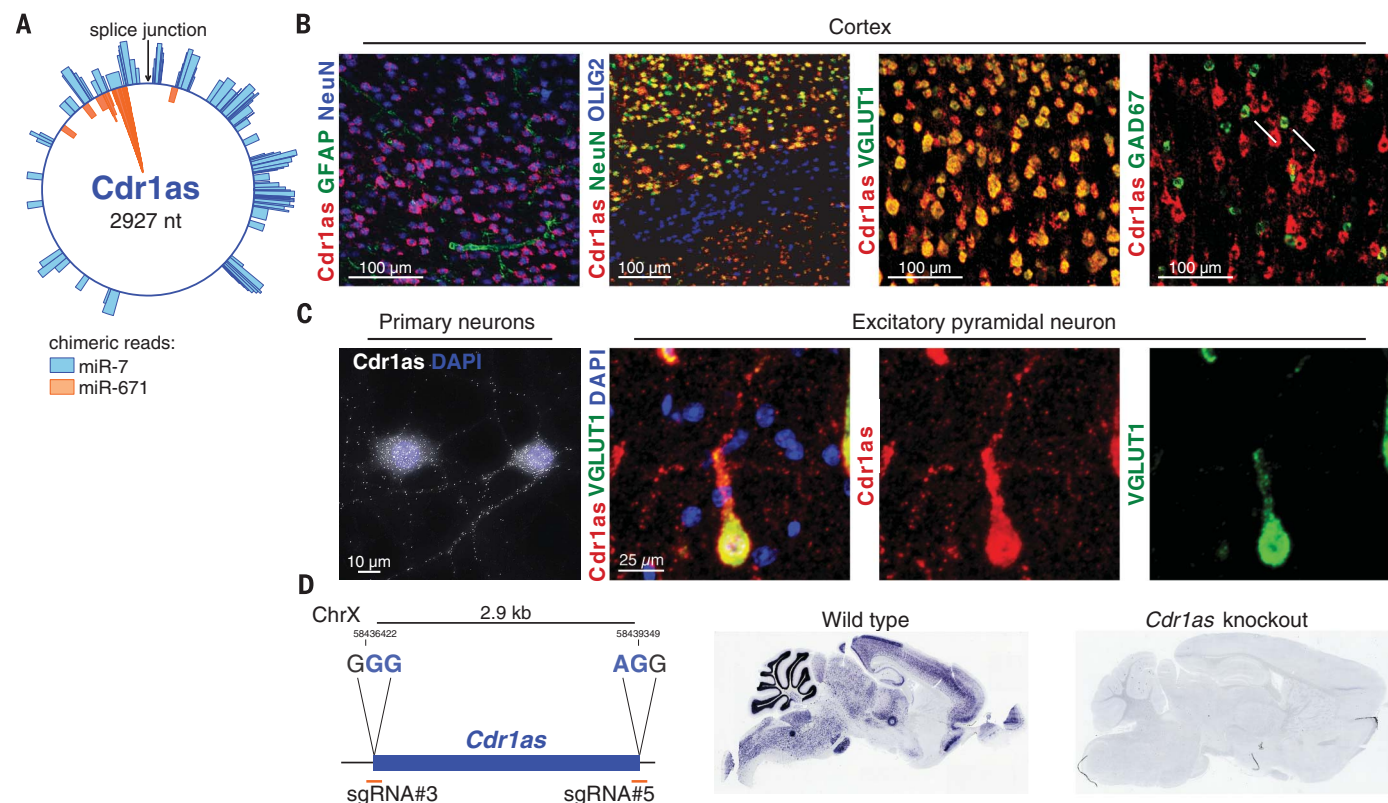 A
splice junction
Cdr1as
2927 nt
chimeric reads:
miR-7
miR-671
B
Cortex
Cdr1as GFAP NeuN
100 µm
Cdr1as NeuN OLIG2
100 µm
Cdr1as VGLUT1
100 µm
Cdr1as GAD67
100 µm
C
Primary neurons
Excitatory pyramidal neuron
Cdr1as DAPI
10 µm
Cdr1as VGLUT1 DAPI
25 µm
Cdr1as
VGLUT1
D
ChrX
2.9 kb
58436422
58439349
GGG
AGG
Cdr1as
sgRNA#3
sgRNA#5
Wild type
Cdr1as knockout